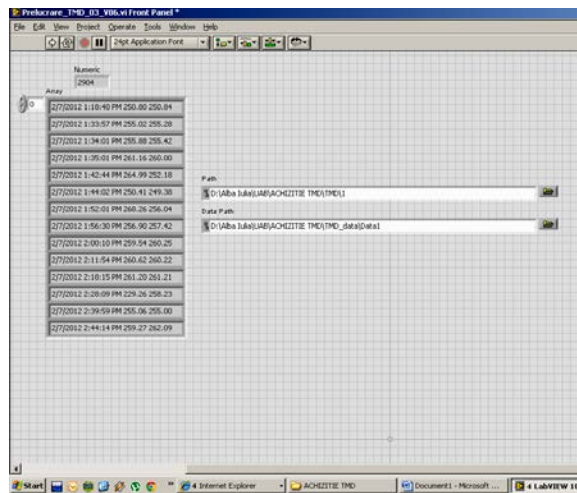 Prelucrare_TMD_03_V06.vi Front Panel *
File Edit View Project Operate Tools Window Help
24pt Application Font
Numeric
2904
Array
0
2/7/2012 1:18:40 PM 250.80 250.84
2/7/2012 1:33:57 PM 255.02 255.28
2/7/2012 1:34:01 PM 255.88 255.42
2/7/2012 1:35:01 PM 261.16 260.00
2/7/2012 1:42:44 PM 264.99 252.18
2/7/2012 1:44:02 PM 250.41 249.38
2/7/2012 1:52:01 PM 268.26 256.04
2/7/2012 1:56:30 PM 256.90 257.42
2/7/2012 2:00:10 PM 259.54 260.25
2/7/2012 2:11:54 PM 260.62 260.22
2/7/2012 2:18:15 PM 261.20 261.21
2/7/2012 2:28:09 PM 229.26 258.23
2/7/2012 2:39:59 PM 255.06 255.00
2/7/2012 2:44:14 PM 259.27 262.09
Path
D:\Alba Iulia\UAB\ACHIZITIE TMD\TMD\1
Data Path
D:\Alba Iulia\UAB\ACHIZITIE TMD\TMD_data\Data1
Start
4 Internet Explorer
ACHIZITIE TMD
Document1 - Microsoft ...
4 LabVIEW